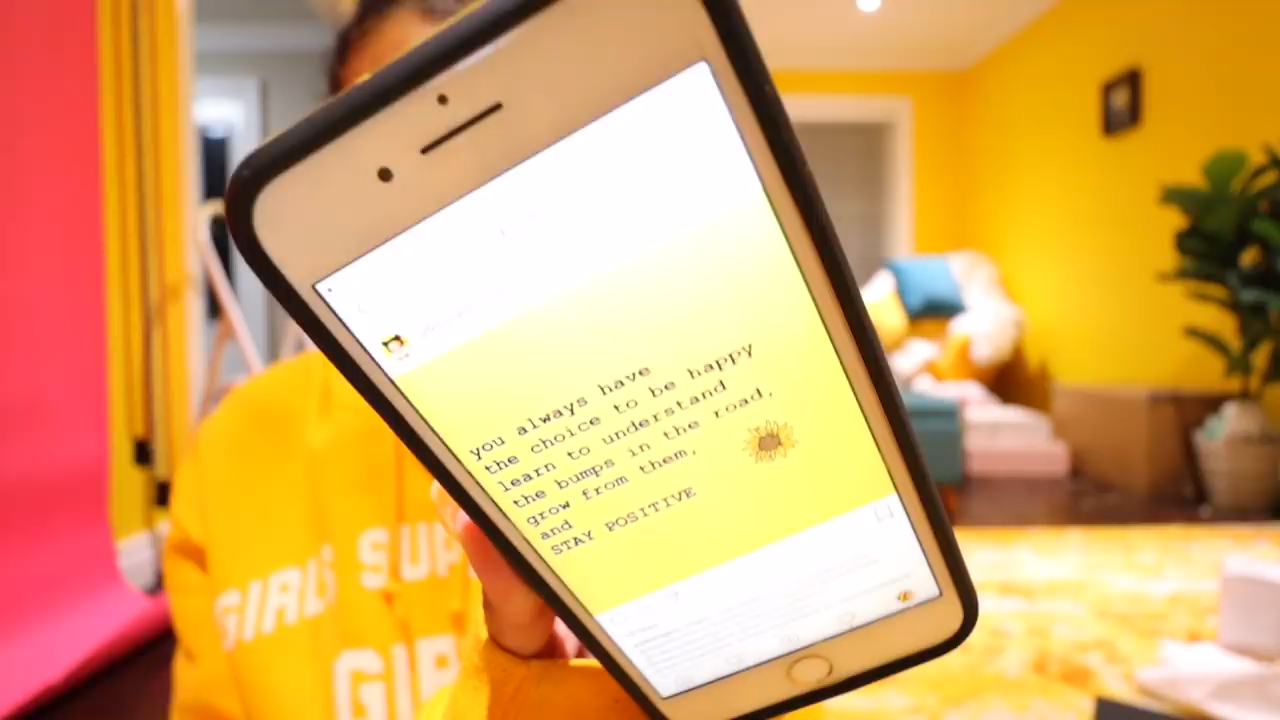 you always have
the choice to be happy
learn to understand
the bumps in the road,
grow from them,
and
STAY POSITIVE
GIRLS SUP
GIR